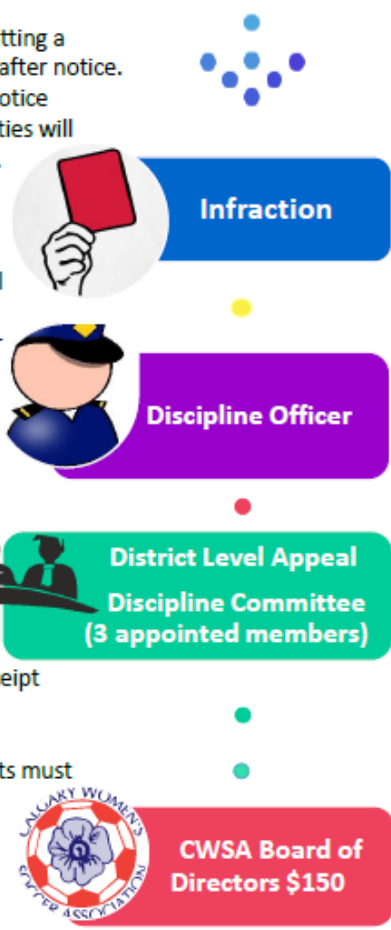 tting a
after notice.
otice
ties will
Infraction
Discipline Officer
District Level Appeal
Discipline Committee
(3 appointed members)
eipt
ts must
CALGARY WOMEN'S
SOCCER ASSOCIATION
CWSA Board of
Directors $150